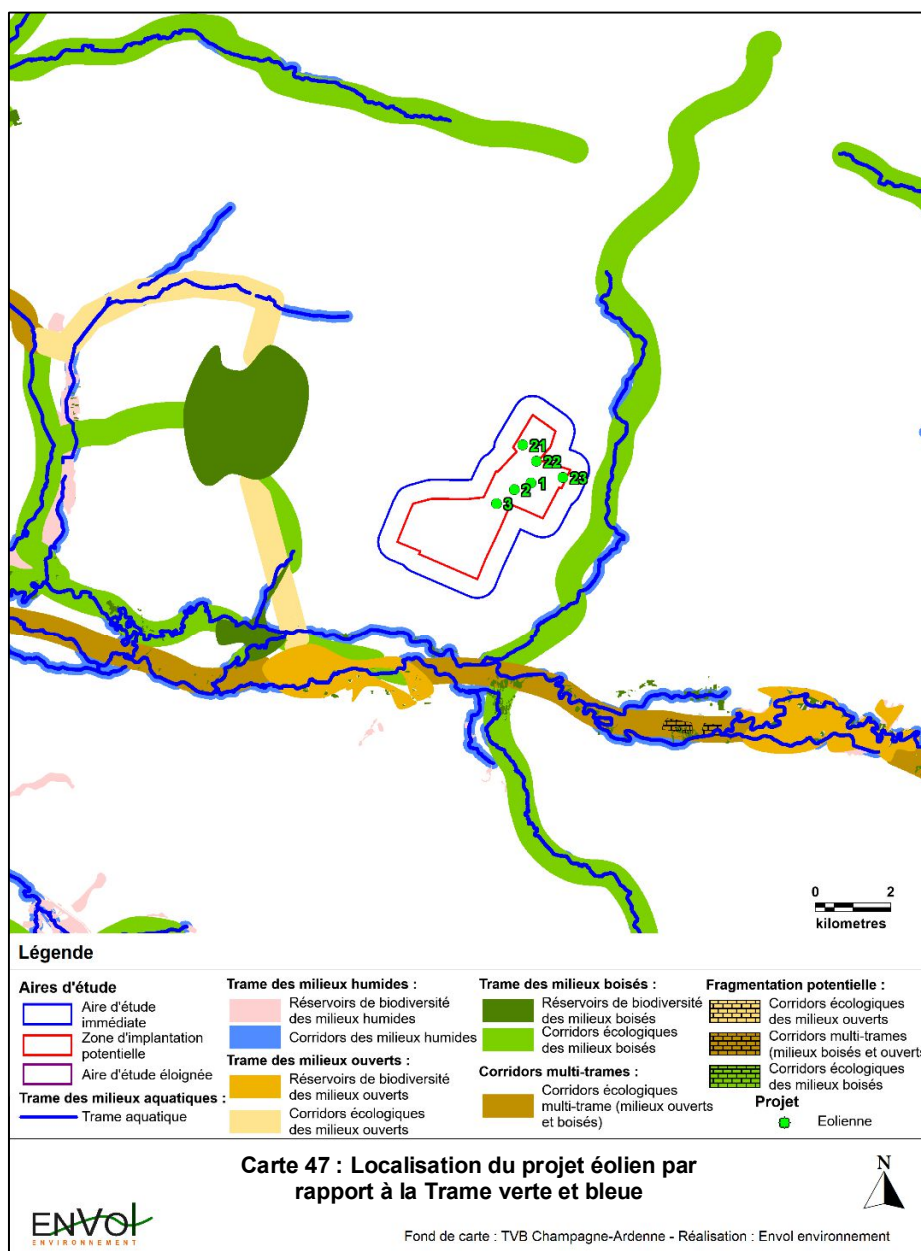 21
22
23
1
2
3
0 2
kilometres
Légende
Aires d'étude
Aire d'étude
immédiate
Zone d'implantation
potentielle
Aire d'étude éloignée
Trame des milieux aquatiques :
Trame aquatique
Trame des milieux humides :
Réservoirs de biodiversité
des milieux humides
Corridors des milieux humides
Trame des milieux ouverts :
Réservoirs de biodiversité
des milieux ouverts
Corridors écologiques
des milieux ouverts
Trame des milieux boisés :
Réservoirs de biodiversité
des milieux boisés
Corridors écologiques
des milieux boisés
Corridors multi-trames :
Corridors écologiques
multi-trame (milieux ouverts
et boisés)
Fragmentation potentielle :
Corridors écologiques
des milieux ouverts
Corridors multi-trames
(milieux boisés et ouverts)
Corridors écologiques
des milieux boisés
Projet
Eolienne
Carte 47 : Localisation du projet éolien par
rapport à la Trame verte et bleue
N
ENVOl
ENVIRONNEMENT
Fond de carte : TVB Champagne-Ardenne - Réalisation : Envol environnement